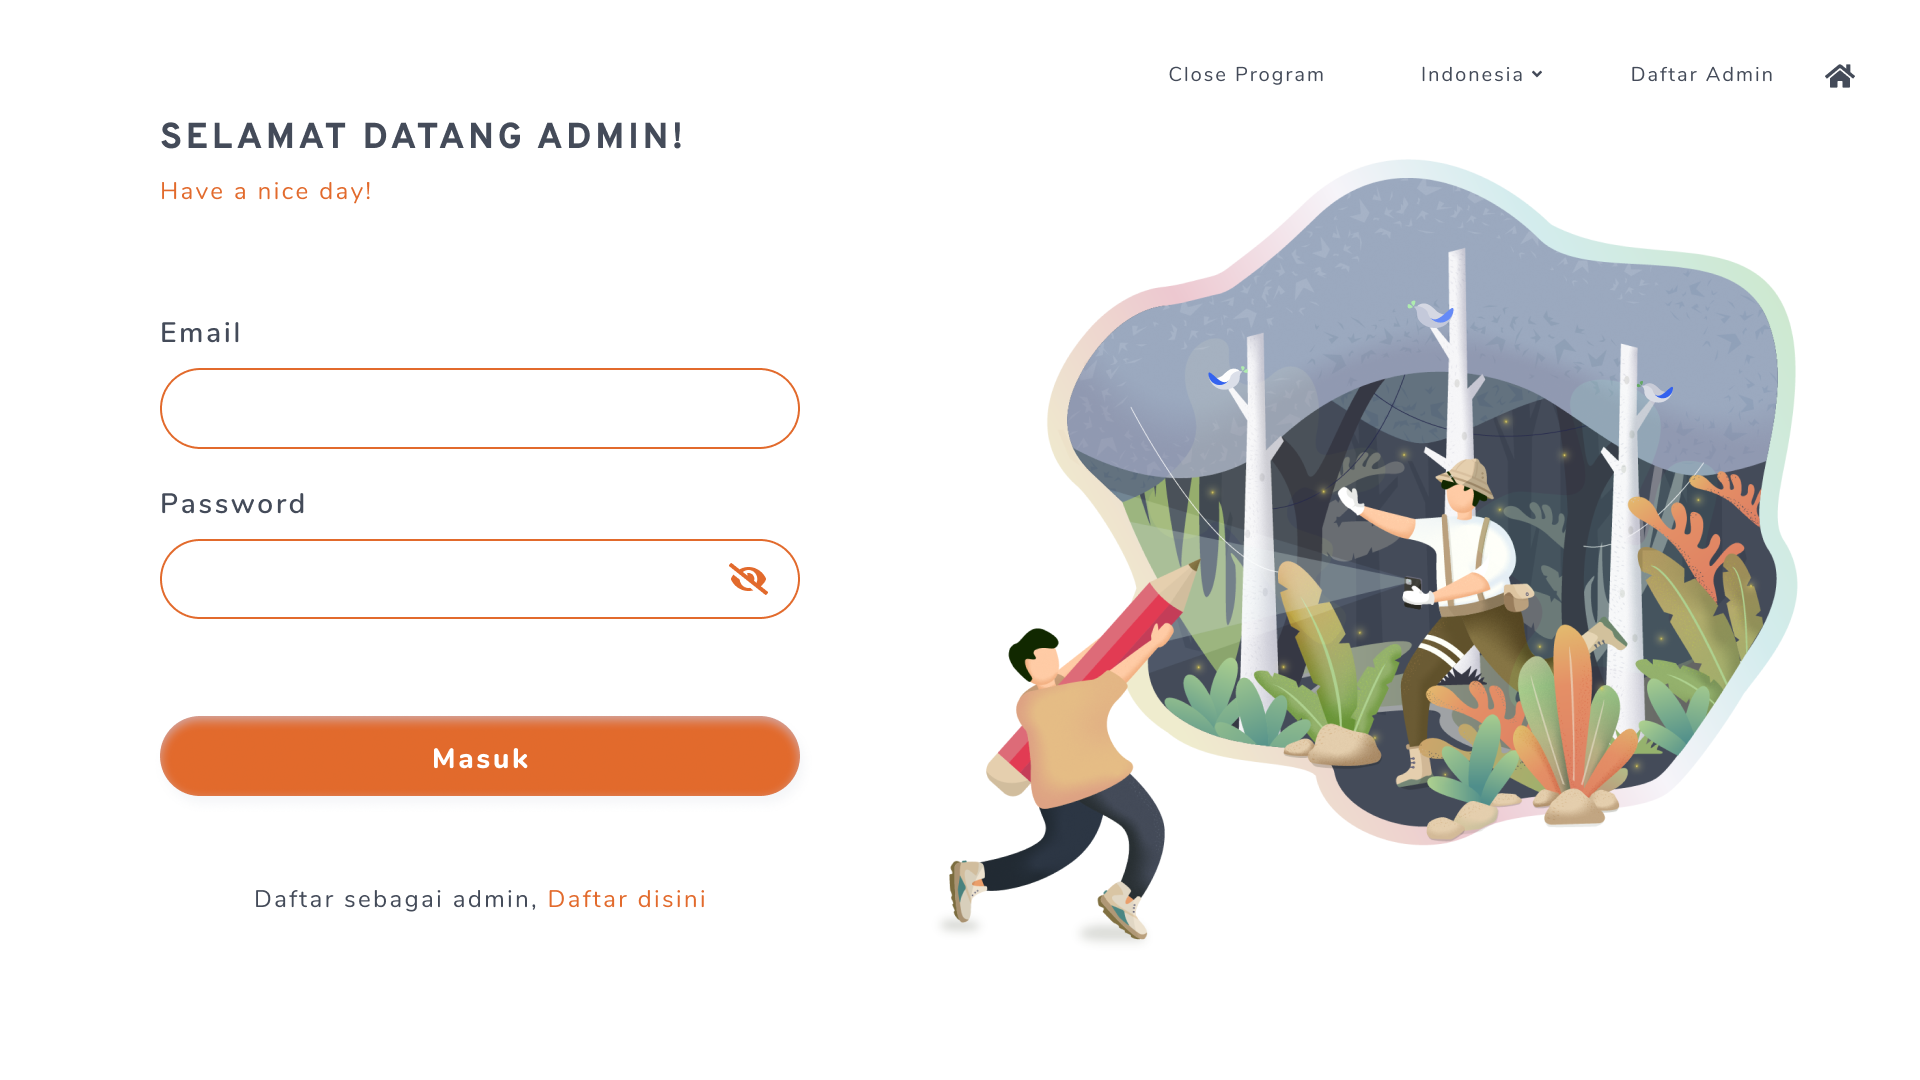 Close Program
Indonesia
Daftar Admin
SELAMAT DATANG ADMIN!
Have a nice day!
Email
Password
Masuk
Daftar sebagai admin, Daftar disini